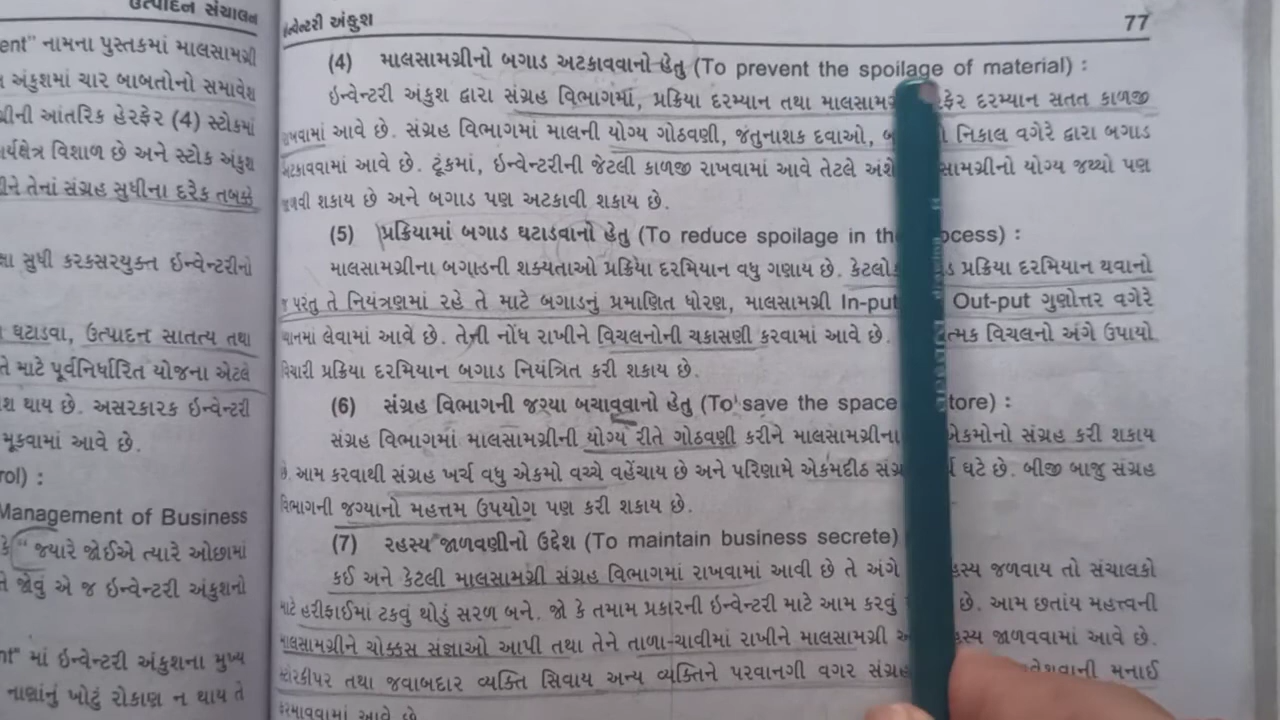 ઉત્પાદન સંચાલન
ent" નામના પુસ્તકમાં માલસામગ્રી
અંકુશમાં ચાર બાબતોનો સમાવેશ
ગ્રીની આંતરિક હેરફેર (4) સ્ટોકમાં
ર્યક્ષેત્ર વિશાળ છે અને સ્ટોક અંકુશ
ીને તેનાં સંગ્રહ સુધીના દરેક તબક્કે
ક્ષા સુધી કરકસરયુક્ત ઇન્વેન્ટરીનો
ઘટાડવા, ઉત્પાદન સાતત્ય તથા
તે માટે પૂર્વનિર્ધારિત યોજના એટલે
શ થાય છે. અસરકારક ઇન્વેન્ટરી
મૂકવામાં આવે છે.
rol) :
Management of Business
કે "જ્યારે જોઈએ ત્યારે ઓછામાં
તે જોવું એ જ ઇન્વેન્ટરી અંકુશનો
nt" માં ઇન્વેન્ટરી અંકુશના મુખ્ય
નાણાંનું ખોટું રોકાણ ન થાય તે
ઇન્વેન્ટરી અંકુશ
77
(4) માલસામગ્રીનો બગાડ અટકાવવાનો હેતુ (To prevent the spoilage of material) :
ઇન્વેન્ટરી અંકુશ દ્વારા સંગ્રહ વિભાગમાં, પ્રક્રિયા દરમ્યાન તથા દરમ્યાન સતત કાળજી
આવે છે. સંગ્રહ વિભાગમાં માલની યોગ્ય ગોઠવણી, જંતુનાશક દવાઓ, નિકાલ વગેરે દ્વારા બગાડ
અટકાવવામાં આવે છે. ટૂંકમાં, ઇન્વેન્ટરીની જેટલી કાળજી રાખવામાં આવે તેટલે અંશે સામગ્રીનો યોગ્ય જથ્થો પણ
શકાય છે અને બગાડ પણ અટકાવી શકાય છે.
(5) પ્રક્રિયામાં બગાડ ઘટાડવાનો હેતુ (To reduce spoilage in ocess) :
માલસામગ્રીના બગાડની શક્યતાઓ પ્રક્રિયા દરમિયાન વધુ ગણાય છે. પ્રક્રિયા દરમિયાન થવાનો
જ પરંતુ તે નિયંત્રણમાં રહે તે માટે બગાડનું પ્રમાણિત ધોરણ, માલસામગ્રી In-put Out-put ગુણોત્તર વગેરે
લેવામાં આવે છે. તેની નોંધ રાખીને વિચલનોની ચકાસણી કરવામાં આવે છે. ત્મક વિચલનો અંગે ઉપાયો
વિચારી પ્રક્રિયા દરમિયાન બગાડ નિયંત્રિત કરી શકાય છે.
(6) સંગ્રહ વિભાગની જગ્યા બચાવવાનો હેતુ (To save the space tore) :
સંગ્રહ વિભાગમાં માલસામગ્રીની યોગ્ય રીતે ગોઠવણી કરીને માલસામગ્રીના એકમોનો સંગ્રહ કરી શકાય
છે. આમ કરવાથી સંગ્રહ ખર્ચ વધુ એકમો વચ્ચે વહેંચાય છે અને પરિણામે એકમદીઠ ઘટે છે. બીજી બાજુ સંગ્રહ
વિભાગની જગ્યાનો મહત્તમ ઉપયોગ પણ કરી શકાય છે.
(7) રહસ્ય જાળવણીનો ઉદ્દેશ (To maintain business secrete)
કઈ અને કેટલી માલસામગ્રી સંગ્રહ વિભાગમાં રાખવામાં આવી છે તે અંગે જળવાય તો સંચાલકો
માટે હરીફાઈમાં ટકવું થોડું સરળ બને. જો કે તમામ પ્રકારની ઇન્વેન્ટરી માટે આમ કરવું છે. આમ છતાંય મહત્ત્વની
માલસામગ્રીને ચોક્કસ સંજ્ઞાઓ આપી તથા તેને તાળા-ચાવીમાં રાખીને માલસામગ્રી જાળવવામાં આવે છે.
સ્ટોરકીપર તથા જવાબદાર વ્યક્તિ સિવાય અન્ય વ્યક્તિને પરવાનગી વગર મનાઈ
ફરમાવવામાં આવે છે